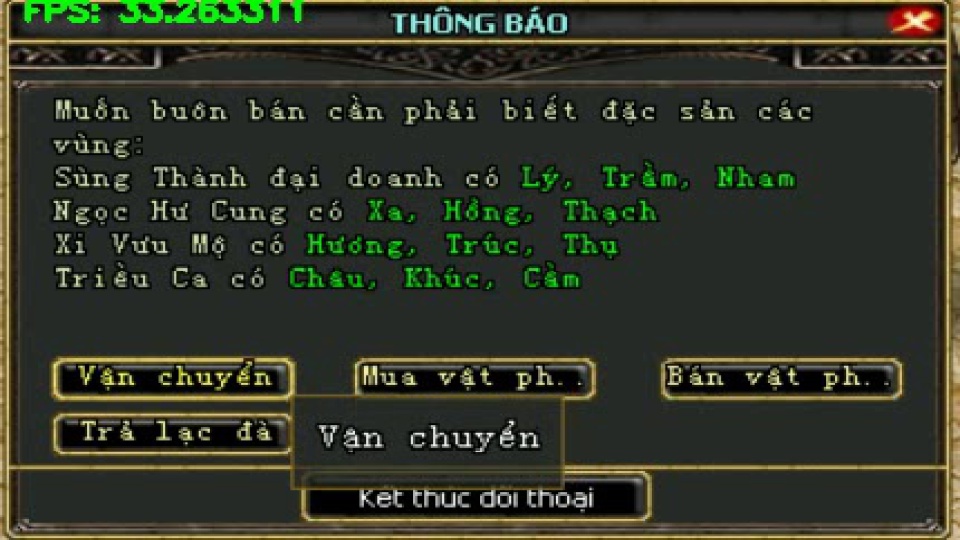 FPS: 33.263311
THÔNG BÁO
Muốn buôn bán cần phải biết đặc sản các
vùng:
Sùng Thành đại doanh có Lý, Trầm, Nham
Ngọc Hư Cung có Xa, Hồng, Thạch
Xi Vưu Mộ có Hương, Trúc, Thụ
Triều Ca có Châu, Khúc, Cầm
Vận chuyển Mua vật ph.. Bán vật ph..
Trả lạc đà
Vận chuyển
Kết thúc đối thoại